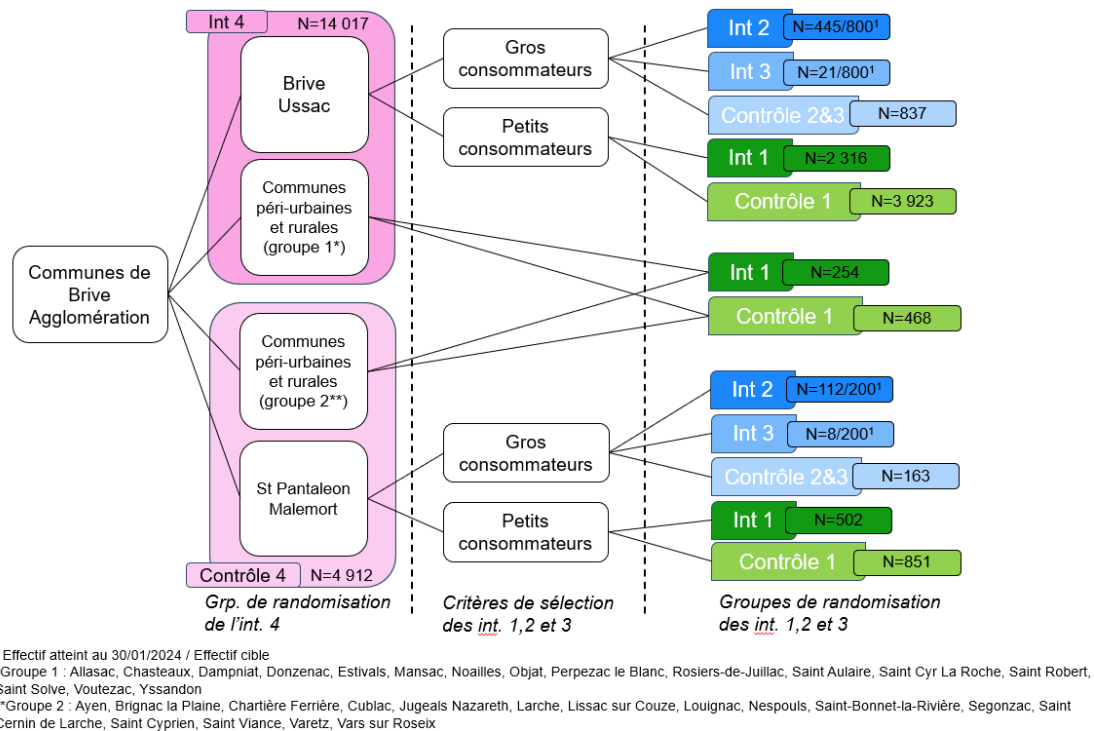 Int 4
N=14 017
Brive
Ussac
Communes
péri-urbaines
et rurales
(groupe 1*)
Communes de
Brive
Agglomération
Communes
péri-urbaines
et rurales
(groupe 2**)
St Pantaleon
Malemort
Contrôle 4
N=4 912
Grp. de randomisation
de l'int. 4
Gros
consommateurs
Petits
consommateurs
Gros
consommateurs
Petits
consommateurs
Critères de sélection
des int. 1,2 et 3
Int 2 N=445/800¹
Int 3 N=21/800¹
Contrôle 2&3 N=837
Int 1 N=2 316
Contrôle 1 N=3 923
Int 1 N=254
Contrôle 1 N=468
Int 2 N=112/200¹
Int 3 N=8/200¹
Contrôle 2&3 N=163
Int 1 N=502
Contrôle 1 N=851
Groupes de randomisation
des int. 1,2 et 3
Effectif atteint au 30/01/2024 / Effectif cible
Groupe 1 : Allasac, Chasteaux, Dampniat, Donzenac, Estivals, Mansac, Noailles, Objat, Perpezac le Blanc, Rosiers-de-Juillac, Saint Aulaire, Saint Cyr La Roche, Saint Robert,
Saint Solve, Voutezac, Yssandon
*Groupe 2 : Ayen, Brignac la Plaine, Chartière Ferrière, Cublac, Jugeals Nazareth, Larche, Lissac sur Couze, Louignac, Nespouls, Saint-Bonnet-la-Rivière, Segonzac, Saint
Cernin de Larche, Saint Cyprien, Saint Viance, Varetz, Vars sur Roseix